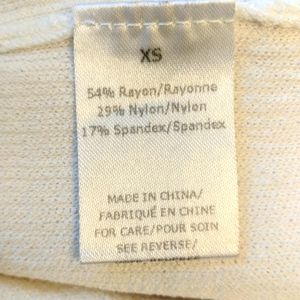 XS
54% Rayon/Rayonne
29% Nylon/Nylon
17% Spandex/Spandex
MADE IN CHINA/
FABRIQUÉ EN CHINE
FOR CARE/POUR SOIN
SEE REVERSE/